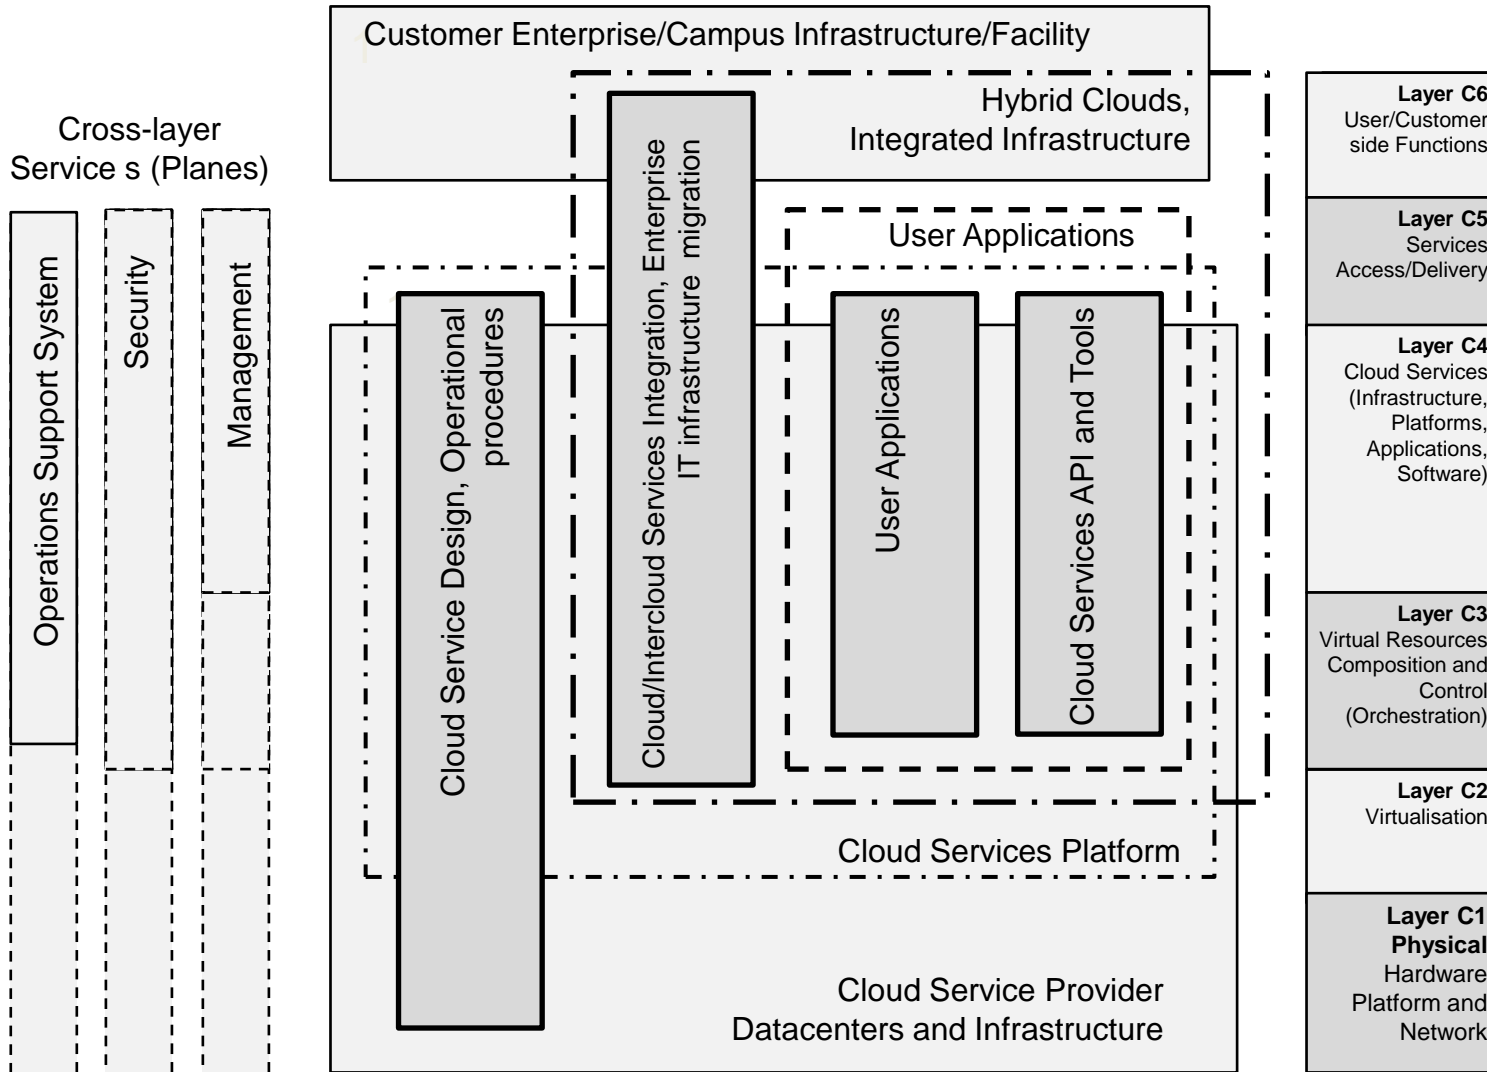 Customer Enterprise/Campus Infrastructure/Facility
Hybrid Clouds,
Integrated Infrastructure
Cross-layer
Service s (Planes)
Operations Support System
Security
Management
User Applications
Cloud Service Design, Operational
procedures
Cloud/Intercloud Services Integration, Enterprise
IT infrastructure migration
User Applications
Cloud Services API and Tools
Cloud Services Platform
Cloud Service Provider
Datacenters and Infrastructure
Layer C6
User/Customer
side Functions
Layer C5
Services
Access/Delivery
Layer C4
Cloud Services
(Infrastructure,
Platforms,
Applications,
Software)
Layer C3
Virtual Resources
Composition and
Control
(Orchestration)
Layer C2
Virtualisation
Layer C1
Physical
Hardware
Platform and
Network